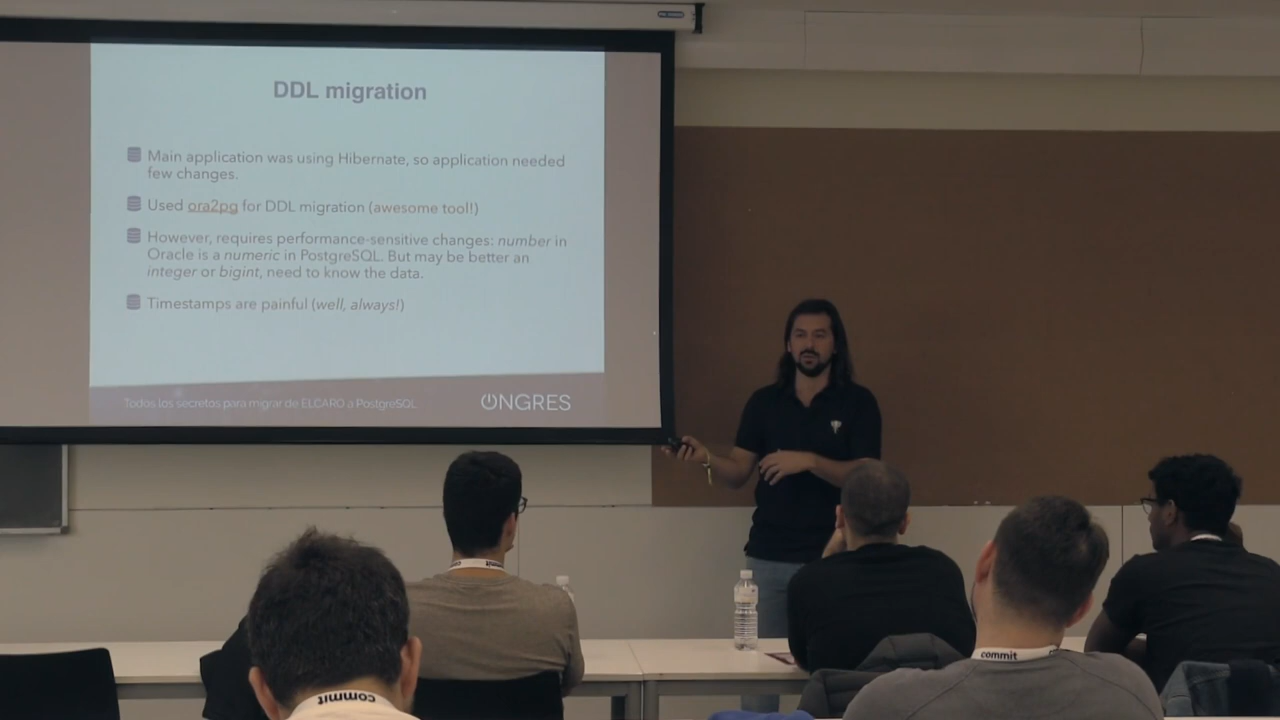 DDL migration
Main application was using Hibernate, so application needed
few changes.
Used ora2pg for DDL migration (awesome tool!)
However, requires performance-sensitive changes: number in
Oracle is a numeric in PostgreSQL. But may be better an
integer or bigint, need to know the data.
Timestamps are painful (well, always!)
Todos los secretos para migrar de ELCARO a PostgreSQL
ONGRES
commit
commit
commit